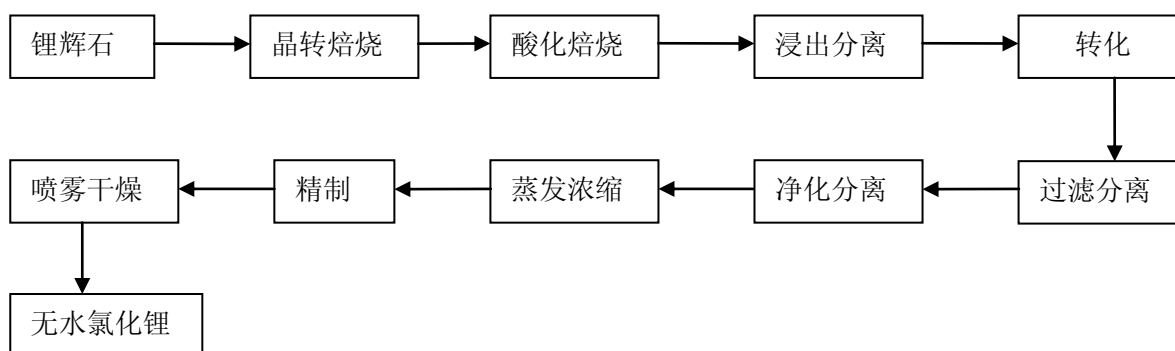 锂辉石
晶转焙烧
酸化焙烧
浸出分离
转化
过滤分离
净化分离
蒸发浓缩
精制
喷雾干燥
无水氯化锂